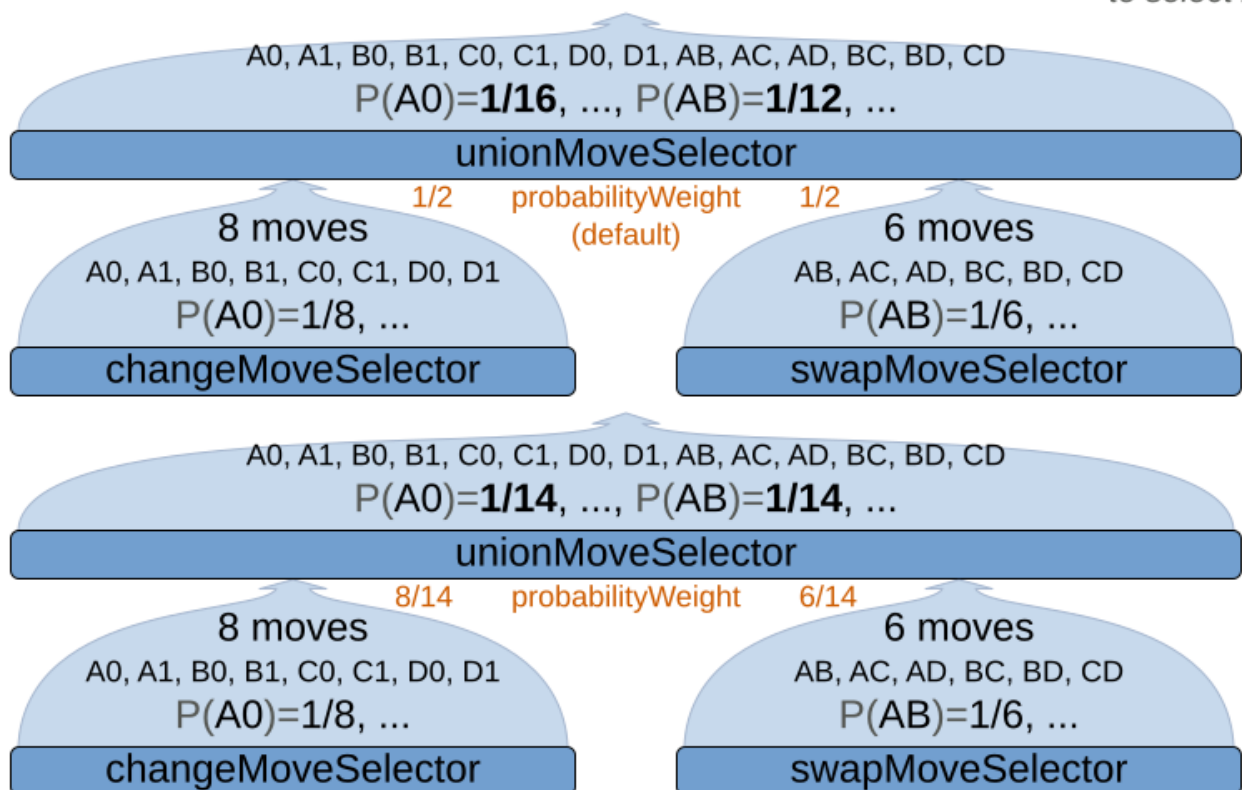 to select
A0, A1, B0, B1, C0, C1, D0, D1, AB, AC, AD, BC, BD, CD
P(A0)=1/16, ..., P(AB)=1/12, ...
unionMoveSelector
1/2 probabilityWeight 1/2
(default)
8 moves 6 moves
A0, A1, B0, B1, C0, C1, D0, D1 AB, AC, AD, BC, BD, CD
P(A0)=1/8, ... P(AB)=1/6, ...
changeMoveSelector swapMoveSelector
A0, A1, B0, B1, C0, C1, D0, D1, AB, AC, AD, BC, BD, CD
P(A0)=1/14, ..., P(AB)=1/14, ...
unionMoveSelector
8/14 probabilityWeight 6/14
8 moves 6 moves
A0, A1, B0, B1, C0, C1, D0, D1 AB, AC, AD, BC, BD, CD
P(A0)=1/8, ... P(AB)=1/6, ...
changeMoveSelector swapMoveSelector